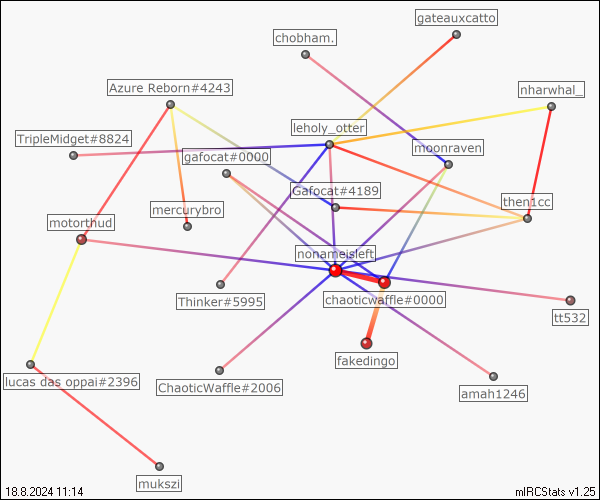 gateauxcatto
chobham.
Azure Reborn#4243
nharwhal_
leholy_otter
TripleMidget#8824
moonraven
gafocat#0000
Gafocat#4189
then1cc
mercurybro
motorthud
nonameisleft
Thinker#5995
chaoticwaffle#0000
tt532
fakedingo
lucas das oppai#2396
ChaoticWaffle#2006
amah1246
mukszi
18.8.2024 11:14
mIRCStats v1.25